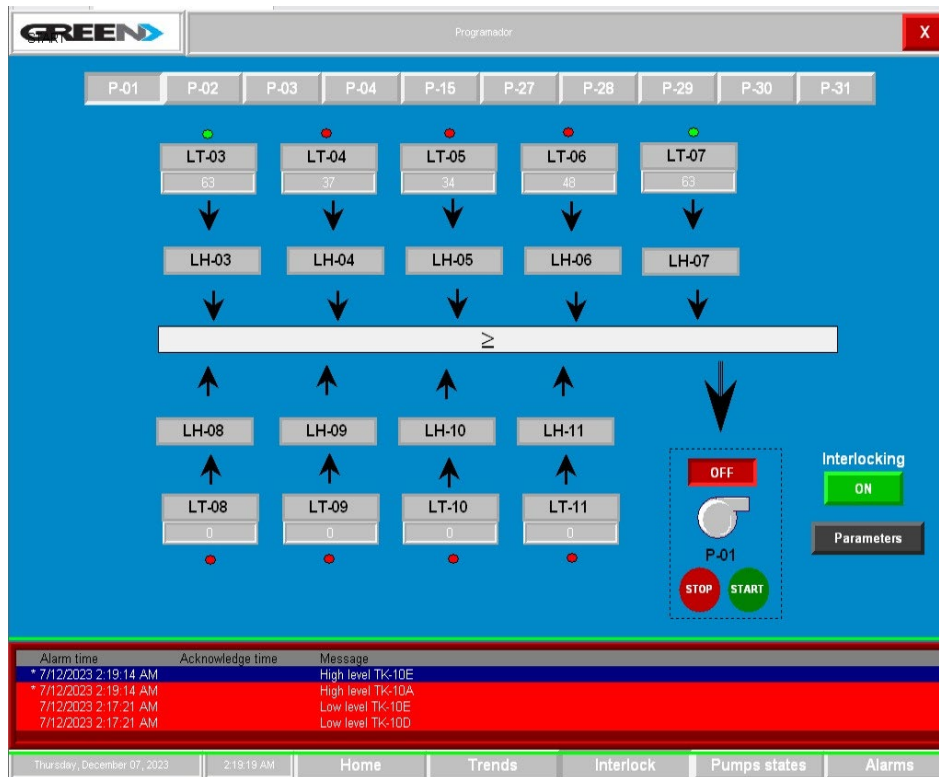 GREEN
START
Programador
X
P-01 P-02 P-03 P-04 P-15 P-27 P-28 P-29 P-30 P-31
LT-03 LT-04 LT-05 LT-06 LT-07
63 37 34 48 63
LH-03 LH-04 LH-05 LH-06 LH-07
≥
LH-08 LH-09 LH-10 LH-11
LT-08 LT-09 LT-10 LT-11
0 0 0 0
OFF
P-01
STOP START
Interlocking
ON
Parameters
Alarm time Acknowledge time Message
* 7/12/2023 2:19:14 AM High level TK-10E
* 7/12/2023 2:19:14 AM High level TK-10A
7/12/2023 2:17:21 AM Low level TK-10E
7/12/2023 2:17:21 AM Low level TK-10D
Thursday, December 07, 2023 2:19:19 AM Home Trends Interlock Pumps states Alarms